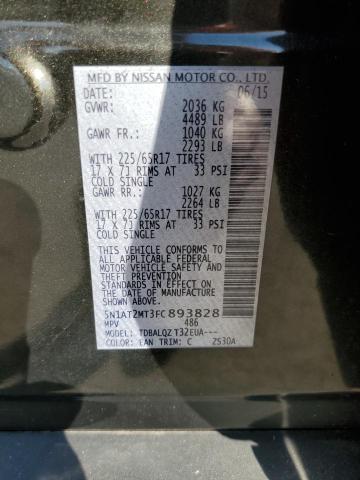 MFD BY NISSAN MOTOR CO., LTD.
DATE: 06/15
GVWR: 2036 KG
4489 LB
GAWR FR.: 1040 KG
2293 LB
WITH 225/65R17 TIRES
17 X 7J RIMS AT 33 PSI
COLD SINGLE
GAWR RR.: 1027 KG
2264 LB
WITH 225/65R17 TIRES
17 X 7J RIMS AT 33 PSI
COLD SINGLE
THIS VEHICLE CONFORMS TO
ALL APPLICABLE U.S. FEDERAL
MOTOR VEHICLE SAFETY AND
THEFT PREVENTION
STANDARDS IN EFFECT ON
THE DATE OF MANUFACTURE
SHOWN ABOVE.
5N1AT2MT3FC893828
MPV 486
MODEL: TDBALQZ T32EUA---
COLOR: EAN TRIM: C Z530A